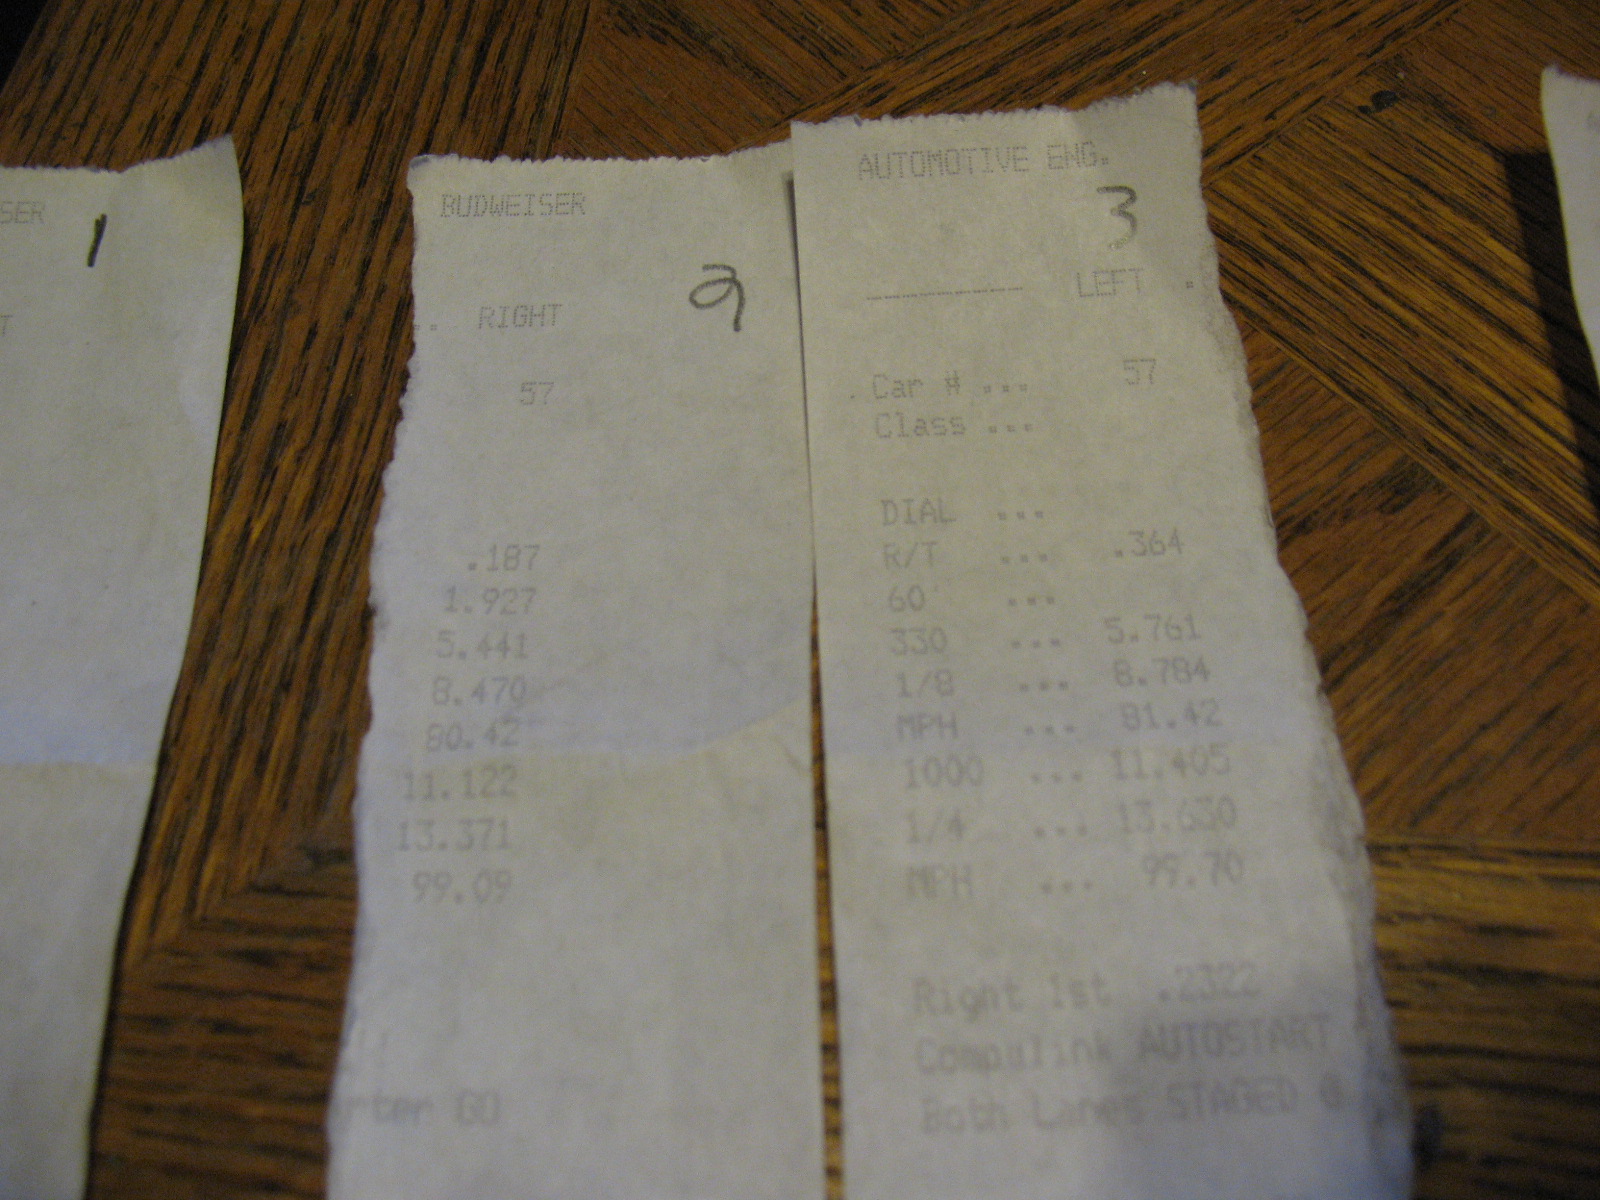 SER
1
T
BUDWEISER
2
.. RIGHT
57
.187
1.927
5.441
8.470
80.42
11.122
13.371
99.09
rter GO
AUTOMOTIVE ENG.
3
---------- LEFT .
Car # ... 57
Class ...
DIAL ...
R/T ... .364
60 ...
330 ... 5.761
1/8 ... 8.784
MPH ... 81.42
1000 ... 11.405
1/4 ... 13.630
MPH ... 99.70
Right 1st .2322
Compulink AUTOSTART
Both Lanes STAGED @